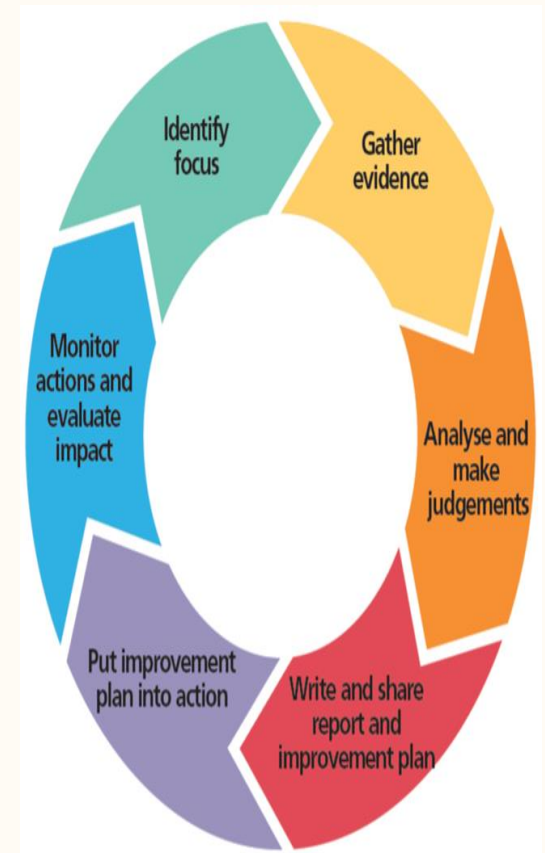 Identify
focus
Gather
evidence
Analyse and
make
judgements
Write and share
report and
improvement plan
Put improvement
plan into action
Monitor
actions and
evaluate
impact